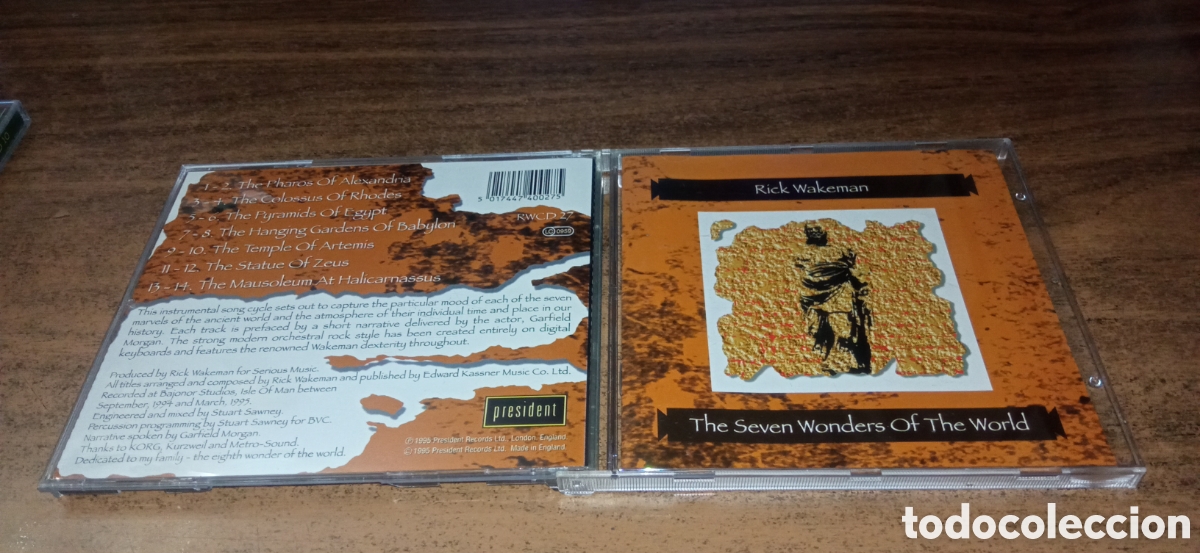 1 - 2. The Pharos Of Alexandria
3 - 4. The Colossus Of Rhodes
5 - 6. The Pyramids Of Egypt
7 - 8. The Hanging Gardens Of Babylon
9 - 10. The Temple Of Artemis
11 - 12. The Statue Of Zeus
13 - 14. The Mausoleum At Halicarnassus
5 017447 400275
RWCD 27
LC 0959
This instrumental song cycle sets out to capture the particular mood of each of the seven
marvels of the ancient world and the atmosphere of their individual time and place in our
history. Each track is prefaced by a short narrative delivered by the actor, Garfield
Morgan. The strong modern orchestral rock style has been created entirely on digital
keyboards and features the renowned Wakeman dexterity throughout.
Produced by Rick Wakeman for Serious Music.
All titles arranged and composed by Rick Wakeman and published by Edward Kassner Music Co. Ltd.
Recorded at Bajonor Studios, Isle Of Man between
September, 1994 and March, 1995.
Engineered and mixed by Stuart Sawney.
Percussion programming by Stuart Sawney for BVC.
Narrative spoken by Garfield Morgan.
Thanks to KORG, Kurzweil and Metro-Sound.
Dedicated to my family - the eighth wonder of the world.
president
℗ 1995 President Records Ltd., London, England.
© 1995 President Records Ltd. Made in England.
Rick Wakeman
The Seven Wonders Of The World
todocoleccion